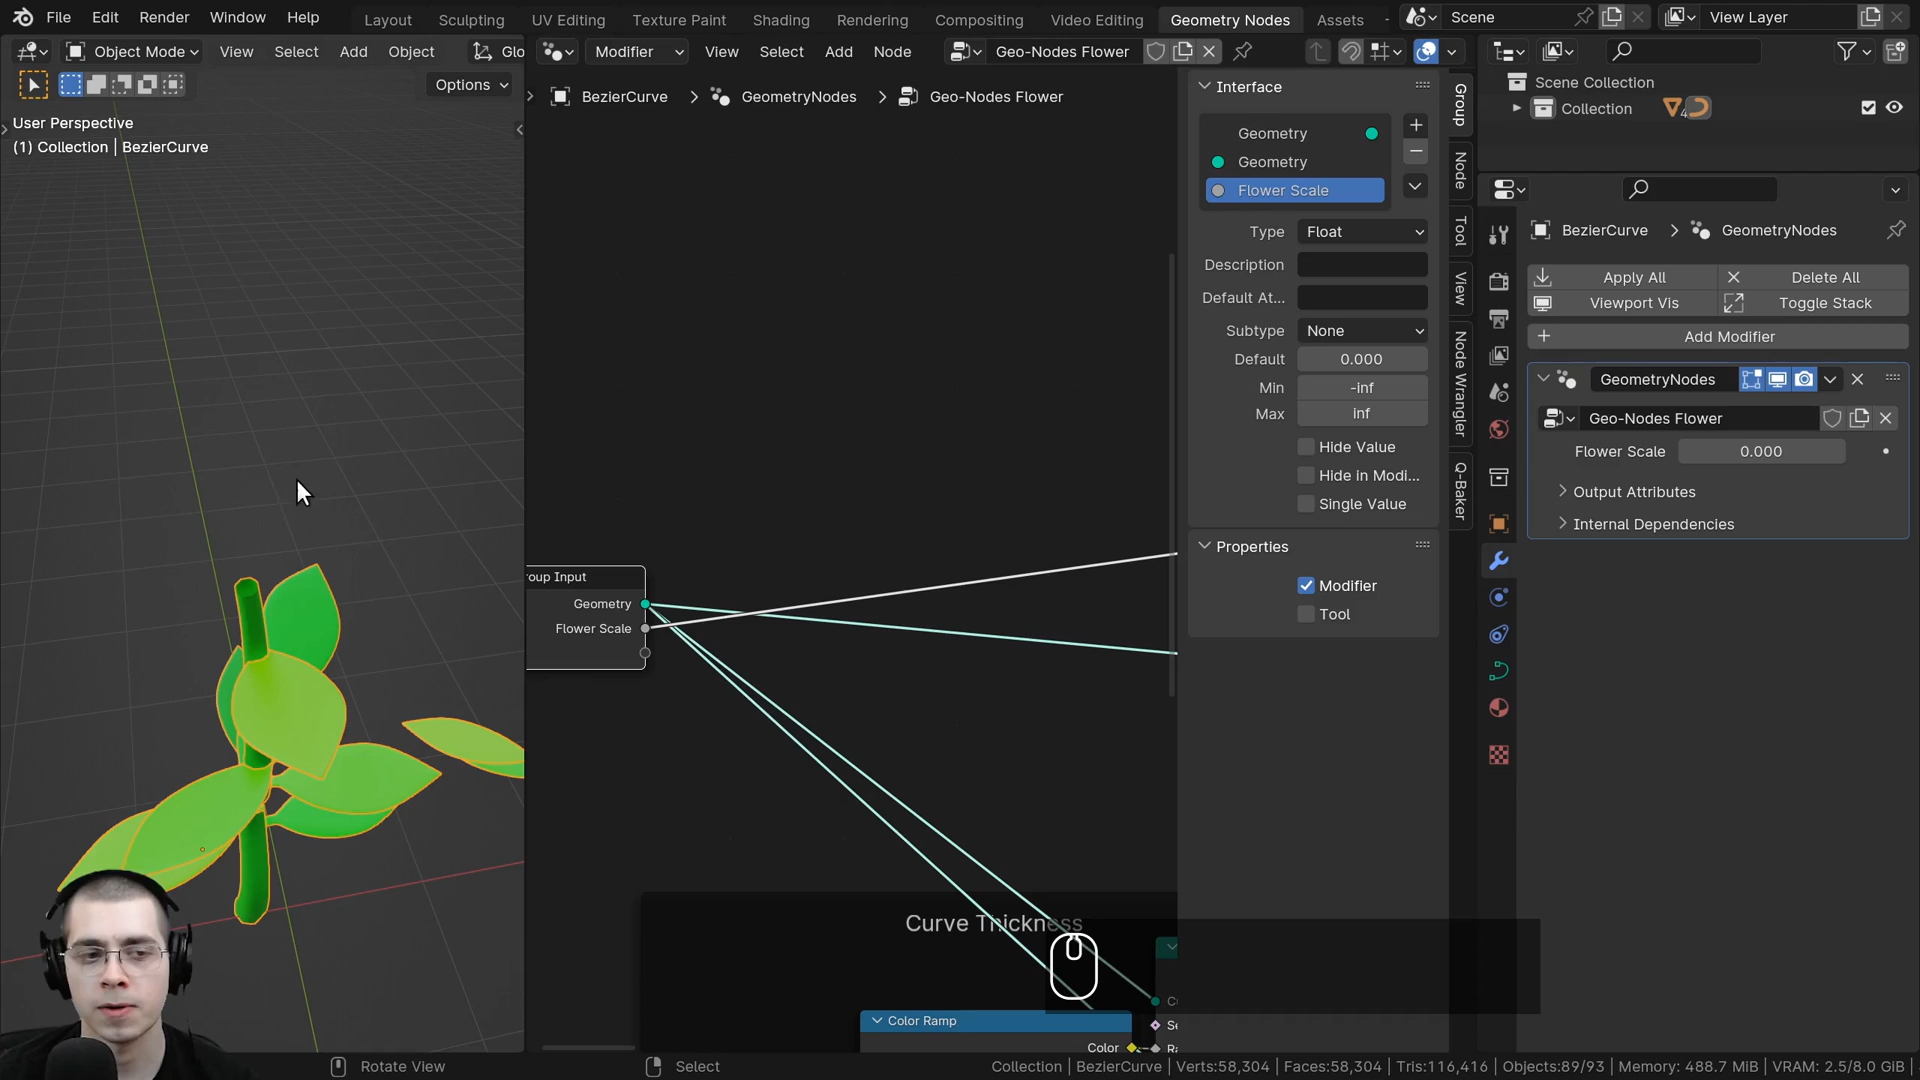 File Edit Render Window Help Layout Sculpting UV Editing Texture Paint Shading Rendering Compositing Video Editing Geometry Nodes Assets Scene View Layer
Object Mode View Select Add Object Glo Modifier View Select Add Node Geo-Nodes Flower
Options
BezierCurve > GeometryNodes > Geo-Nodes Flower
User Perspective
(1) Collection | BezierCurve
Group Input
Geometry
Flower Scale
Curve Thickness
Color Ramp
Color
Interface
Geometry
Geometry
Flower Scale
Type Float
Description
Default At...
Subtype None
Default 0.000
Min -inf
Max inf
Hide Value
Hide in Modi...
Single Value
Properties
Modifier
Tool
Group
Node
Tool
View
Node Wrangler
Q-Baker
Scene Collection
Collection 4
BezierCurve > GeometryNodes
Apply All Delete All
Viewport Vis Toggle Stack
Add Modifier
GeometryNodes
Geo-Nodes Flower
Flower Scale 0.000
Output Attributes
Internal Dependencies
Rotate View Select Collection | BezierCurve | Verts:58,304 | Faces:58,304 | Tris:116,416 | Objects:89/93 | Memory: 488.7 MiB | VRAM: 2.5/8.0 GiB |